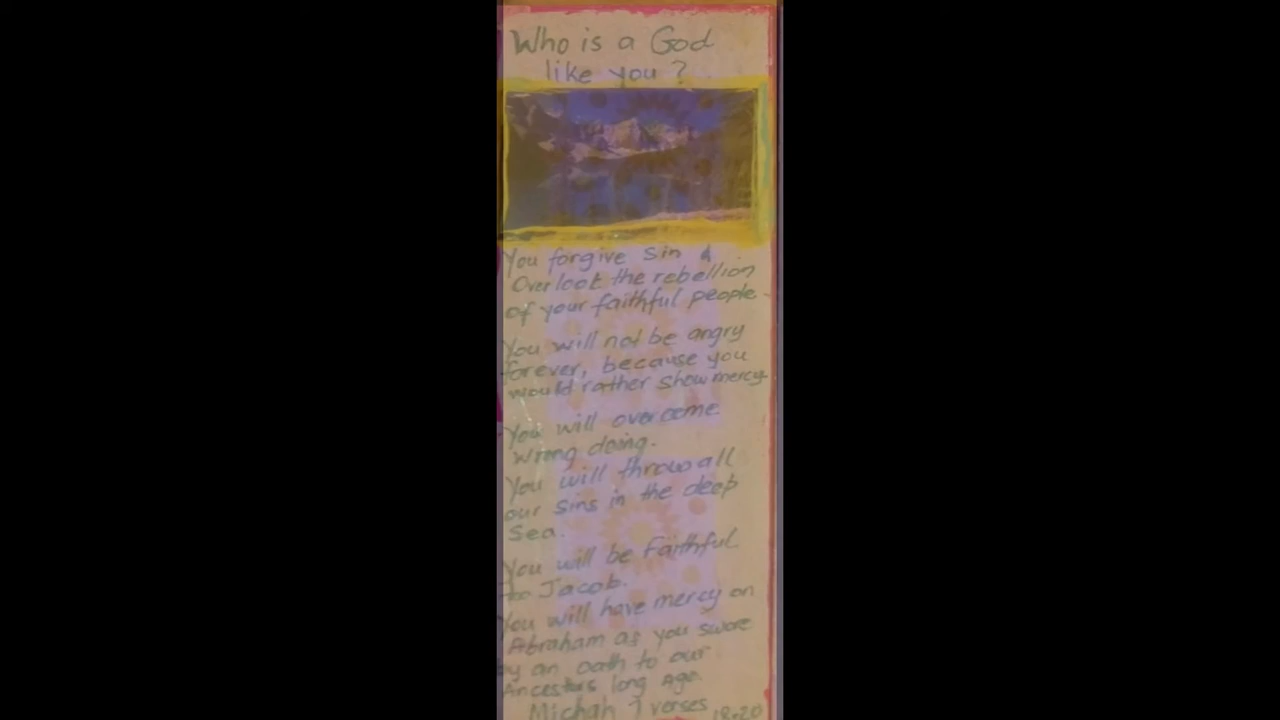 Who is a God
like you ?
You forgive sin &
Overlook the rebellion
of your faithful people.
You will not be angry
forever, because you
would rather show mercy
You will overcome
wrong doing.
You will throw all
our sins in the deep
Sea.
You will be Faithful
to Jacob.
You will have mercy on
Abraham as you swore
by an oath to our
Ancestors long Ago
Michah 7 verses
18-20